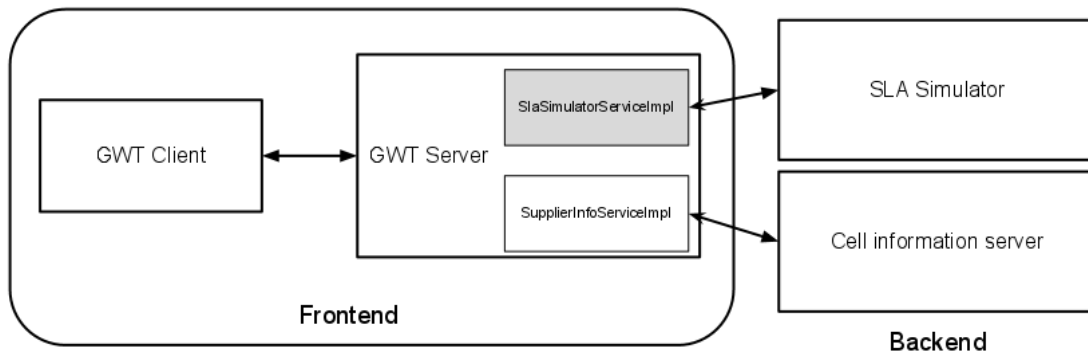 SlaSimulatorServiceImpl
SLA Simulator
GWT Client
GWT Server
SupplierInfoServiceImpl
Cell information server
Frontend
Backend